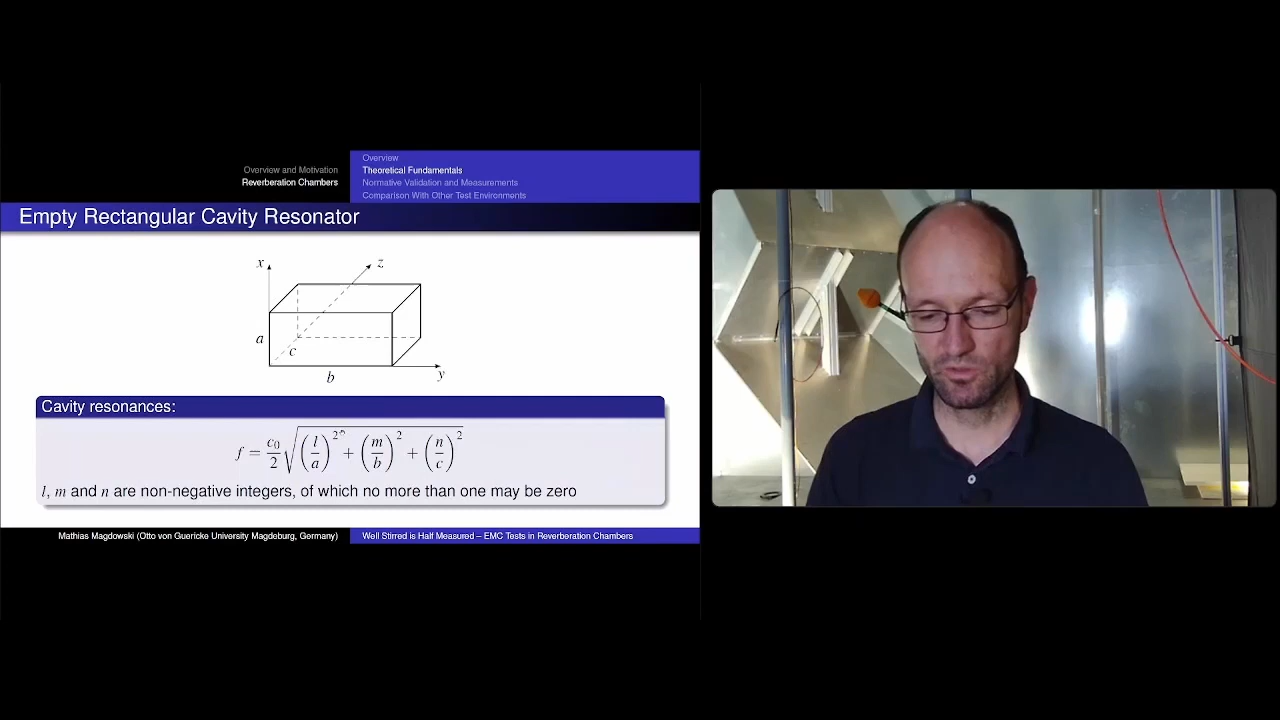 Overview and Motivation
Reverberation Chambers
Overview
Theoretical Fundamentals
Normative Validation and Measurements
Comparison With Other Test Environments
Empty Rectangular Cavity Resonator
x
z
a
c
b
y
Cavity resonances:
f = c₀/2 √((l/a)² + (m/b)² + (n/c)²)
l, m and n are non-negative integers, of which no more than one may be zero
Mathias Magdowski (Otto von Guericke University Magdeburg, Germany)
Well Stirred is Half Measured – EMC Tests in Reverberation Chambers